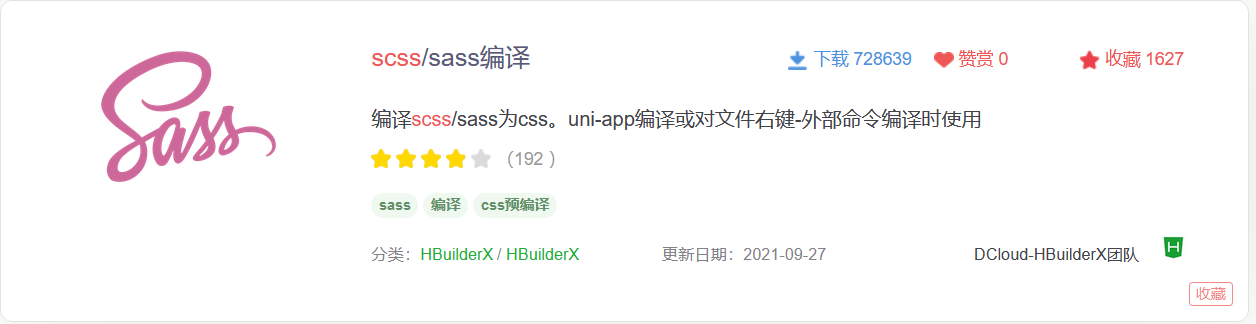 Sass
scss/sass编译
下载 728639
赞赏 0
收藏 1627
编译scss/sass为css。uni-app编译或对文件右键-外部命令编译时使用
（192 ）
sass 编译 css预编译
分类：HBuilderX / HBuilderX
更新日期：2021-09-27
DCloud-HBuilderX团队
H
收藏